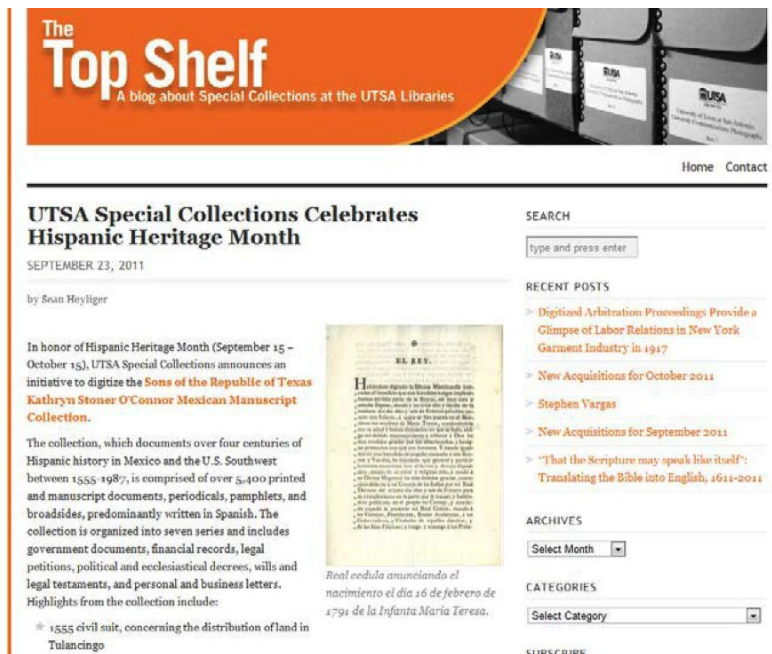 The
Top Shelf
A blog about Special Collections at the UTSA Libraries
UTSA
UTSA
UTSA
Home Contact
UTSA Special Collections Celebrates
Hispanic Heritage Month
SEPTEMBER 23, 2011
by Sean Heyliger
In honor of Hispanic Heritage Month (September 15 –
October 15), UTSA Special Collections announces an
initiative to digitize the Sons of the Republic of Texas
Kathryn Stoner O'Connor Mexican Manuscript
Collection.
The collection, which documents over four centuries of
Hispanic history in Mexico and the U.S. Southwest
between 1555-1987, is comprised of over 5,400 printed
and manuscript documents, periodicals, pamphlets, and
broadsides, predominantly written in Spanish. The
collection is organized into seven series and includes
government documents, financial records, legal
petitions, political and ecclesiastical decrees, wills and
legal testaments, and personal and business letters.
Highlights from the collection include:
1555 civil suit, concerning the distribution of land in
Tulancingo
EL REY.
Real cedula anunciando el
nacimiento el dia 16 de febrero de
1791 de la Infanta Maria Teresa.
SEARCH
type and press enter
RECENT POSTS
Digitized Arbitration Proceedings Provide a
Glimpse of Labor Relations in New York
Garment Industry in 1917
New Acquisitions for October 2011
Stephen Vargas
New Acquisitions for September 2011
"That the Scripture may speak like itself":
Translating the Bible into English, 1611-2011
ARCHIVES
Select Month
CATEGORIES
Select Category
SUBSCRIBE